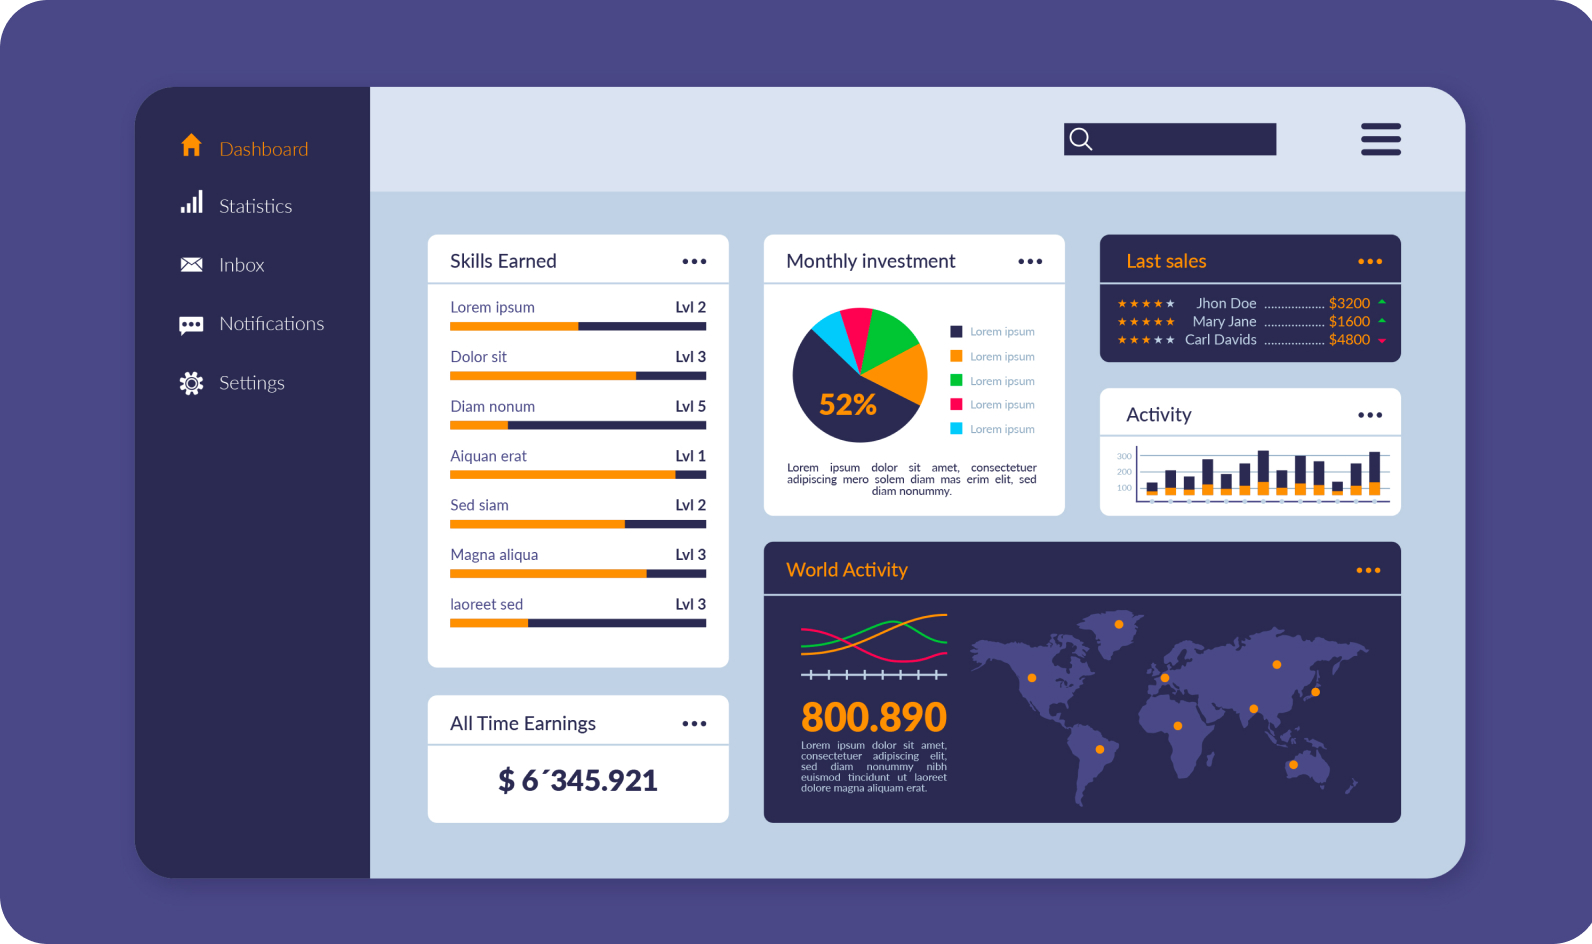 Dashboard
Statistics
Inbox
Notifications
Settings
Skills Earned
Lorem ipsum Lvl 2
Dolor sit Lvl 3
Diam nonum Lvl 5
Aiquan erat Lvl 1
Sed siam Lvl 2
Magna aliqua Lvl 3
laoreet sed Lvl 3
All Time Earnings
$ 6´345.921
Monthly investment
52%
Lorem ipsum
Lorem ipsum
Lorem ipsum
Lorem ipsum
Lorem ipsum
Lorem ipsum dolor sit amet, consectetuer
adipiscing mero solem diam mas erim elit, sed
diam nonummy.
Last sales
Jhon Doe ................. $3200
Mary Jane ................. $1600
Carl Davids ................. $4800
Activity
300
200
100
World Activity
800.890
Lorem ipsum dolor sit amet,
consectetuer adipiscing elit,
sed diam nonummy nibh
euismod tincidunt ut laoreet
dolore magna aliquam erat.